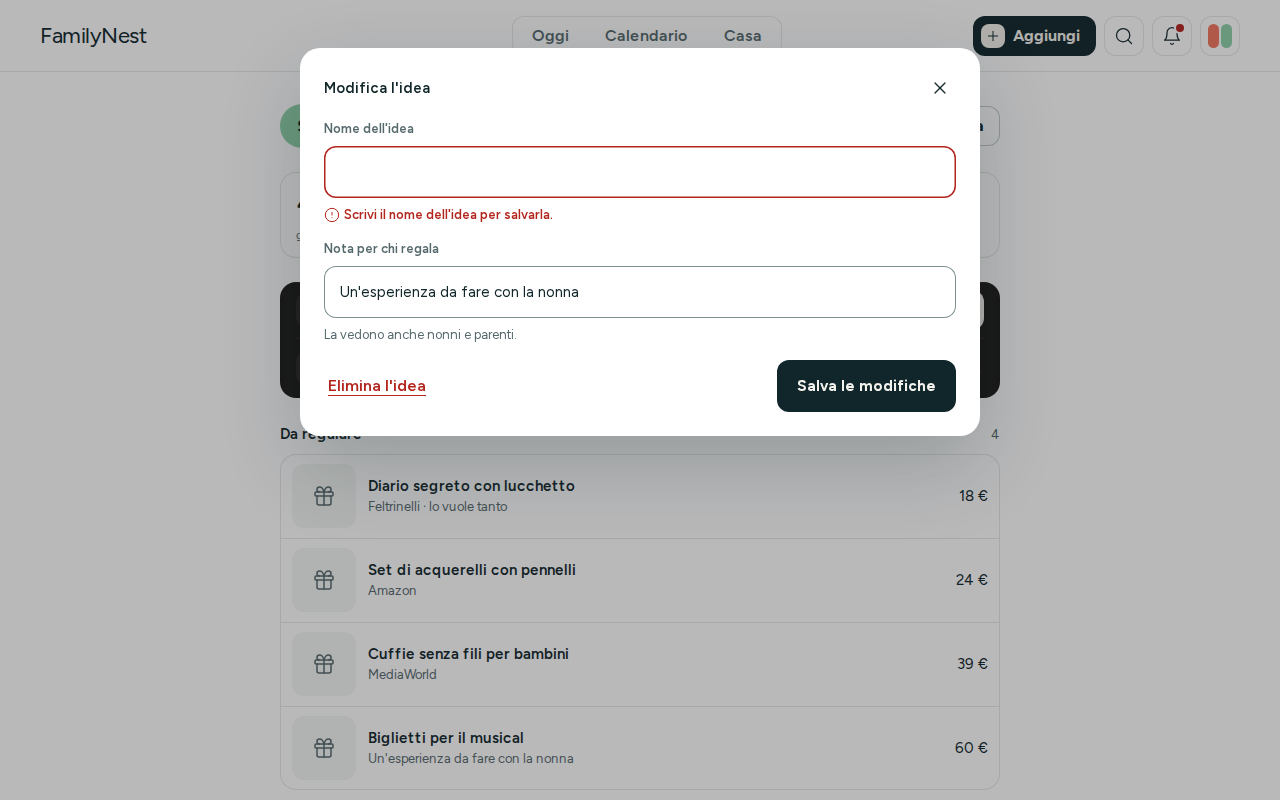 FamilyNest
Oggi
Calendario
Casa
Aggiungi
Modifica l'idea
Nome dell'idea
Scrivi il nome dell'idea per salvarla.
Nota per chi regala
Un'esperienza da fare con la nonna
La vedono anche nonni e parenti.
Elimina l'idea
Salva le modifiche
Da regalare
4
Diario segreto con lucchetto
Feltrinelli · lo vuole tanto
18 €
Set di acquerelli con pennelli
Amazon
24 €
Cuffie senza fili per bambini
MediaWorld
39 €
Biglietti per il musical
Un'esperienza da fare con la nonna
60 €